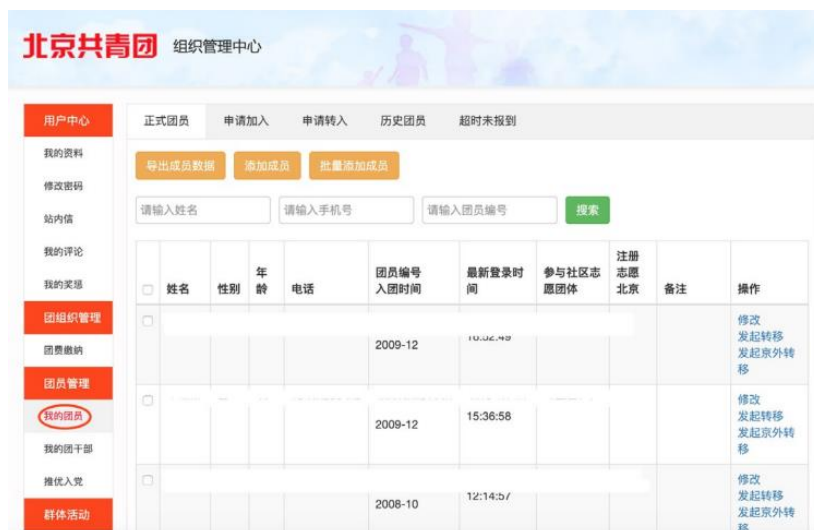 北京共青团 组织管理中心
用户中心
我的资料
修改密码
站内信
我的评论
我的奖惩
团组织管理
团费缴纳
团员管理
我的团员
我的团干部
推优入党
群体活动
正式团员 申请加入 申请转入 历史团员 超时未报到
导出成员数据 添加成员 批量添加成员
请输入姓名 请输入手机号 请输入团员编号 搜索
姓名 性别 年龄 电话 团员编号 入团时间 最新登录时间 参与社区志愿团体 注册志愿北京 备注 操作
2009-12 16:52:49
修改
发起转移
发起京外转
移
2009-12 15:36:58
修改
发起转移
发起京外转
移
2008-10 12:14:57
修改
发起转移
发起京外转
移